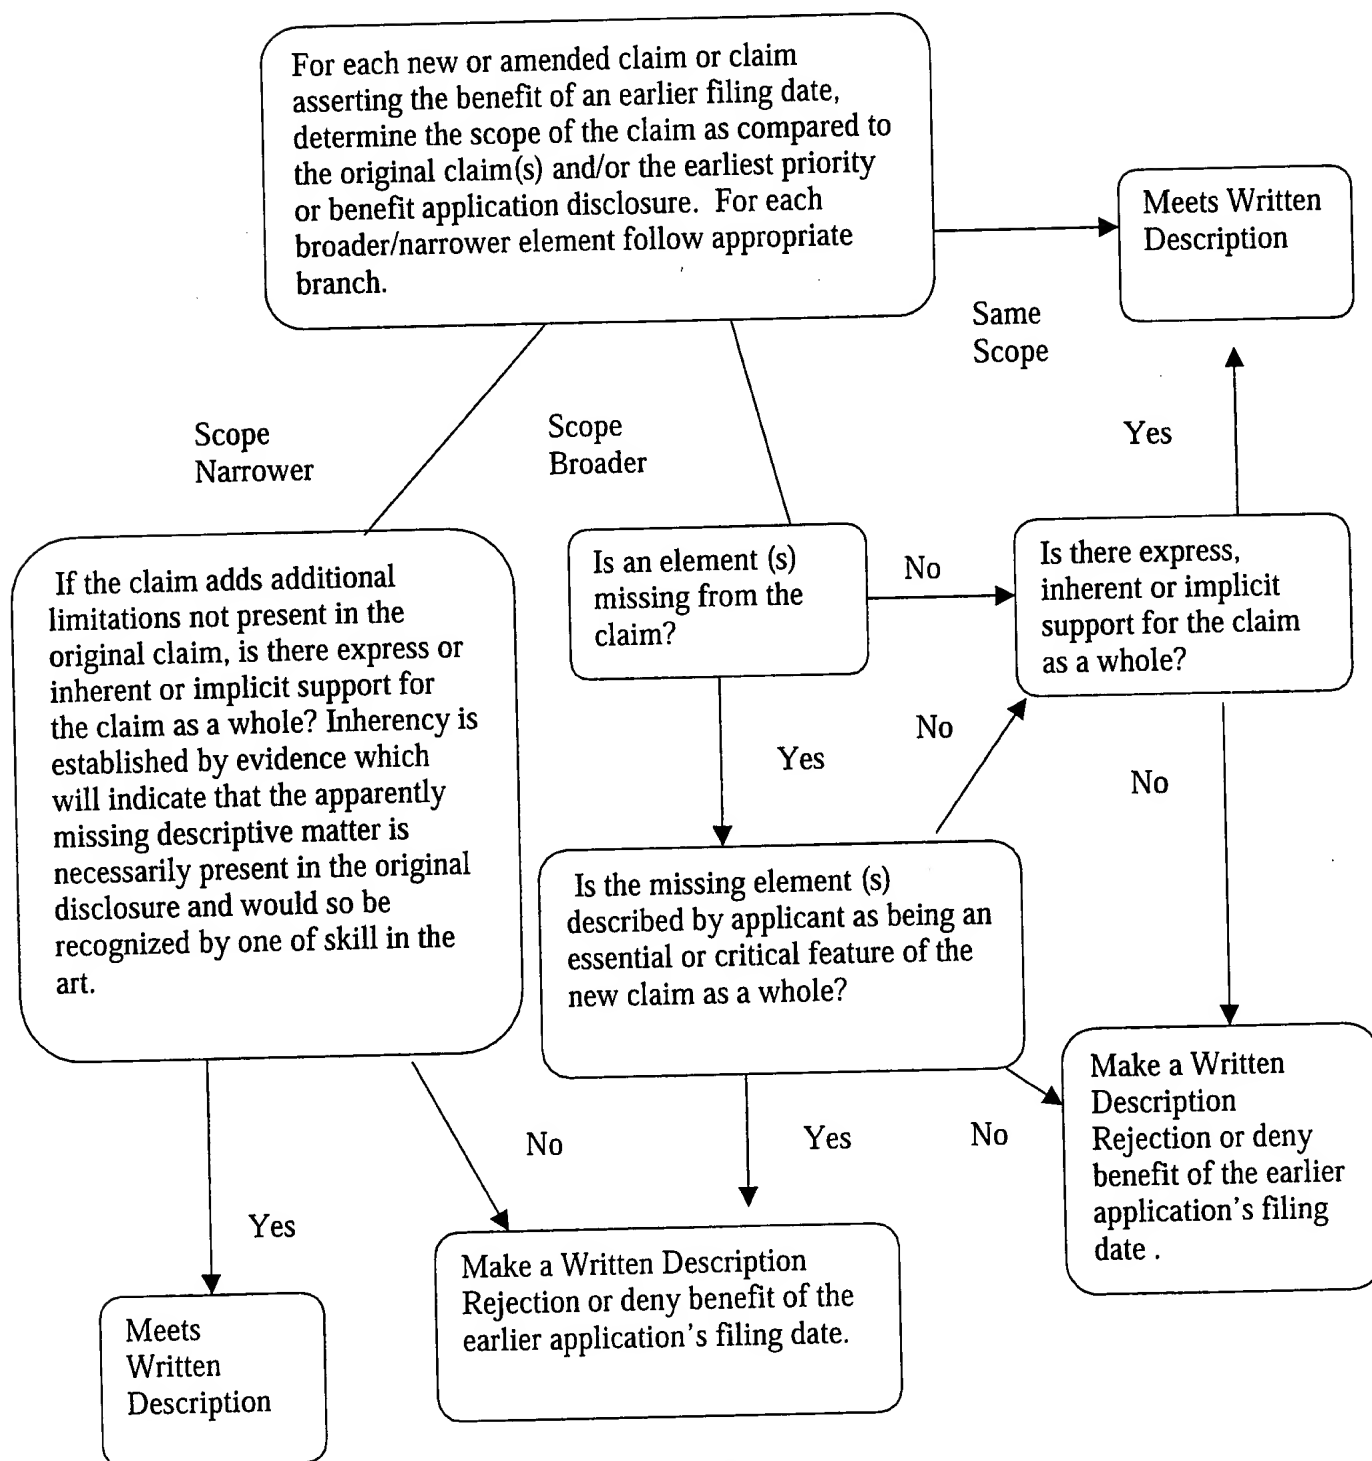 For each new or amended claim or claim
asserting the benefit of an earlier filing date,
determine the scope of the claim as compared to
the original claim(s) and/or the earliest priority
or benefit application disclosure.  For each
broader/narrower element follow appropriate
branch.
Meets Written
Description
Same
Scope
Scope
Narrower
Scope
Broader
Yes
If the claim adds additional
limitations not present in the
original claim, is there express or
inherent or implicit support for
the claim as a whole? Inherency is
established by evidence which
will indicate that the apparently
missing descriptive matter is
necessarily present in the original
disclosure and would so be
recognized by one of skill in the
art.
Is an element (s)
missing from the
claim?
No
Is there express,
inherent or implicit
support for the claim
as a whole?
Yes
No
No
Is the missing element (s)
described by applicant as being an
essential or critical feature of the
new claim as a whole?
Make a Written
Description
Rejection or deny
benefit of the earlier
application's filing
date .
No
Yes
No
Yes
Meets
Written
Description
Make a Written Description
Rejection or deny benefit of the
earlier application's filing date.